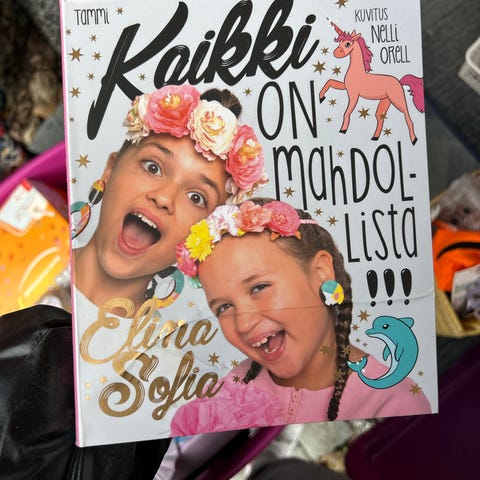 Tammi
Kaikki
KUVITUS
NELLI
ORELL
ON
mahDOL-
Lista
!!!
Elina
Sofia